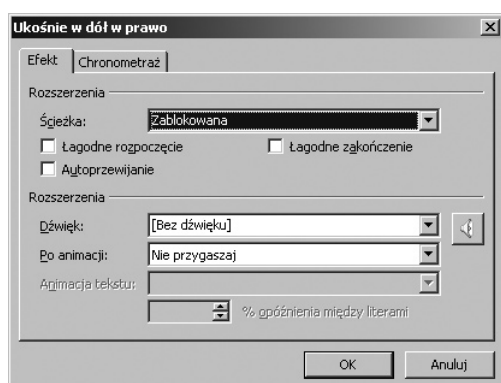 Ukośnie w dół w prawo
Efekt Chronometraż
Rozszerzenia
Ścieżka: Zablokowana
Łagodne rozpoczęcie Łagodne zakończenie
Autoprzewijanie
Rozszerzenia
Dźwięk: [Bez dźwięku]
Po animacji: Nie przygaszaj
Animacja tekstu:
% opóźnienia między literami
OK Anuluj